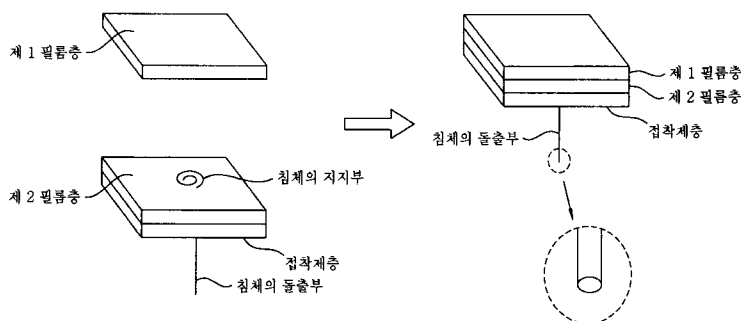 제 1 필름층
제 2 필름층
침체의 지지부
접착제층
침체의 돌출부
제 1 필름층
제 2 필름층
접착제층
침체의 돌출부